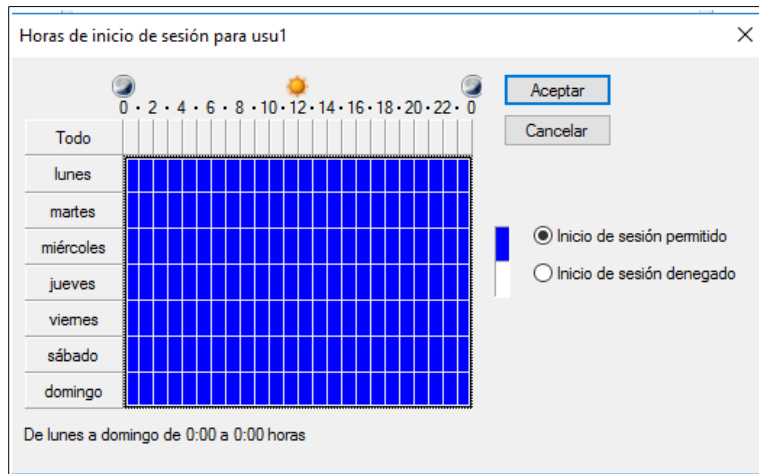 Horas de inicio de sesión para usu1
0 · 2 · 4 · 6 · 8 · 10 · 12 · 14 · 16 · 18 · 20 · 22 · 0
Aceptar
Cancelar
Todo
lunes
martes
miércoles
jueves
viernes
sábado
domingo
Inicio de sesión permitido
Inicio de sesión denegado
De lunes a domingo de 0:00 a 0:00 horas